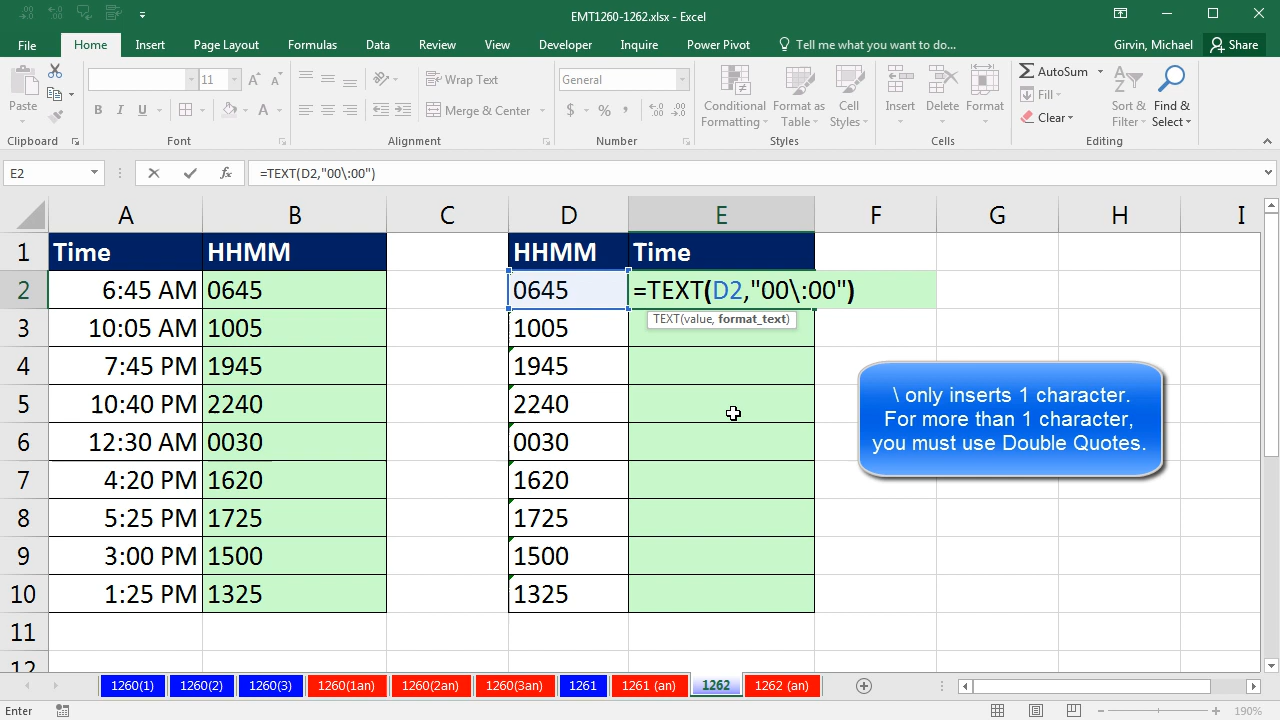 EMT1260-1262.xlsx - Excel
File Home Insert Page Layout Formulas Data Review View Developer Inquire Power Pivot Tell me what you want to do... Girvin, Michael Share
Paste
11 A A
Wrap Text
General
Conditional Formatting
Format as Table
Cell Styles
Insert Delete Format
AutoSum
Fill
Clear
Sort & Filter
Find & Select
B I U A
Merge & Center
$ % ,
Clipboard Font Alignment Number Styles Cells Editing
E2 fx =TEXT(D2,"00\:00")
A B C D E F G H I
1 Time HHMM HHMM Time
2 6:45 AM 0645 0645 =TEXT(D2,"00\:00")
TEXT(value, format_text)
3 10:05 AM 1005 1005
4 7:45 PM 1945 1945
5 10:40 PM 2240 2240
6 12:30 AM 0030 0030
7 4:20 PM 1620 1620
8 5:25 PM 1725 1725
9 3:00 PM 1500 1500
10 1:25 PM 1325 1325
11
12
\ only inserts 1 character.
For more than 1 character,
you must use Double Quotes.
1260(1) 1260(2) 1260(3) 1260(1an) 1260(2an) 1260(3an) 1261 1261 (an) 1262 1262 (an)
Enter 190%